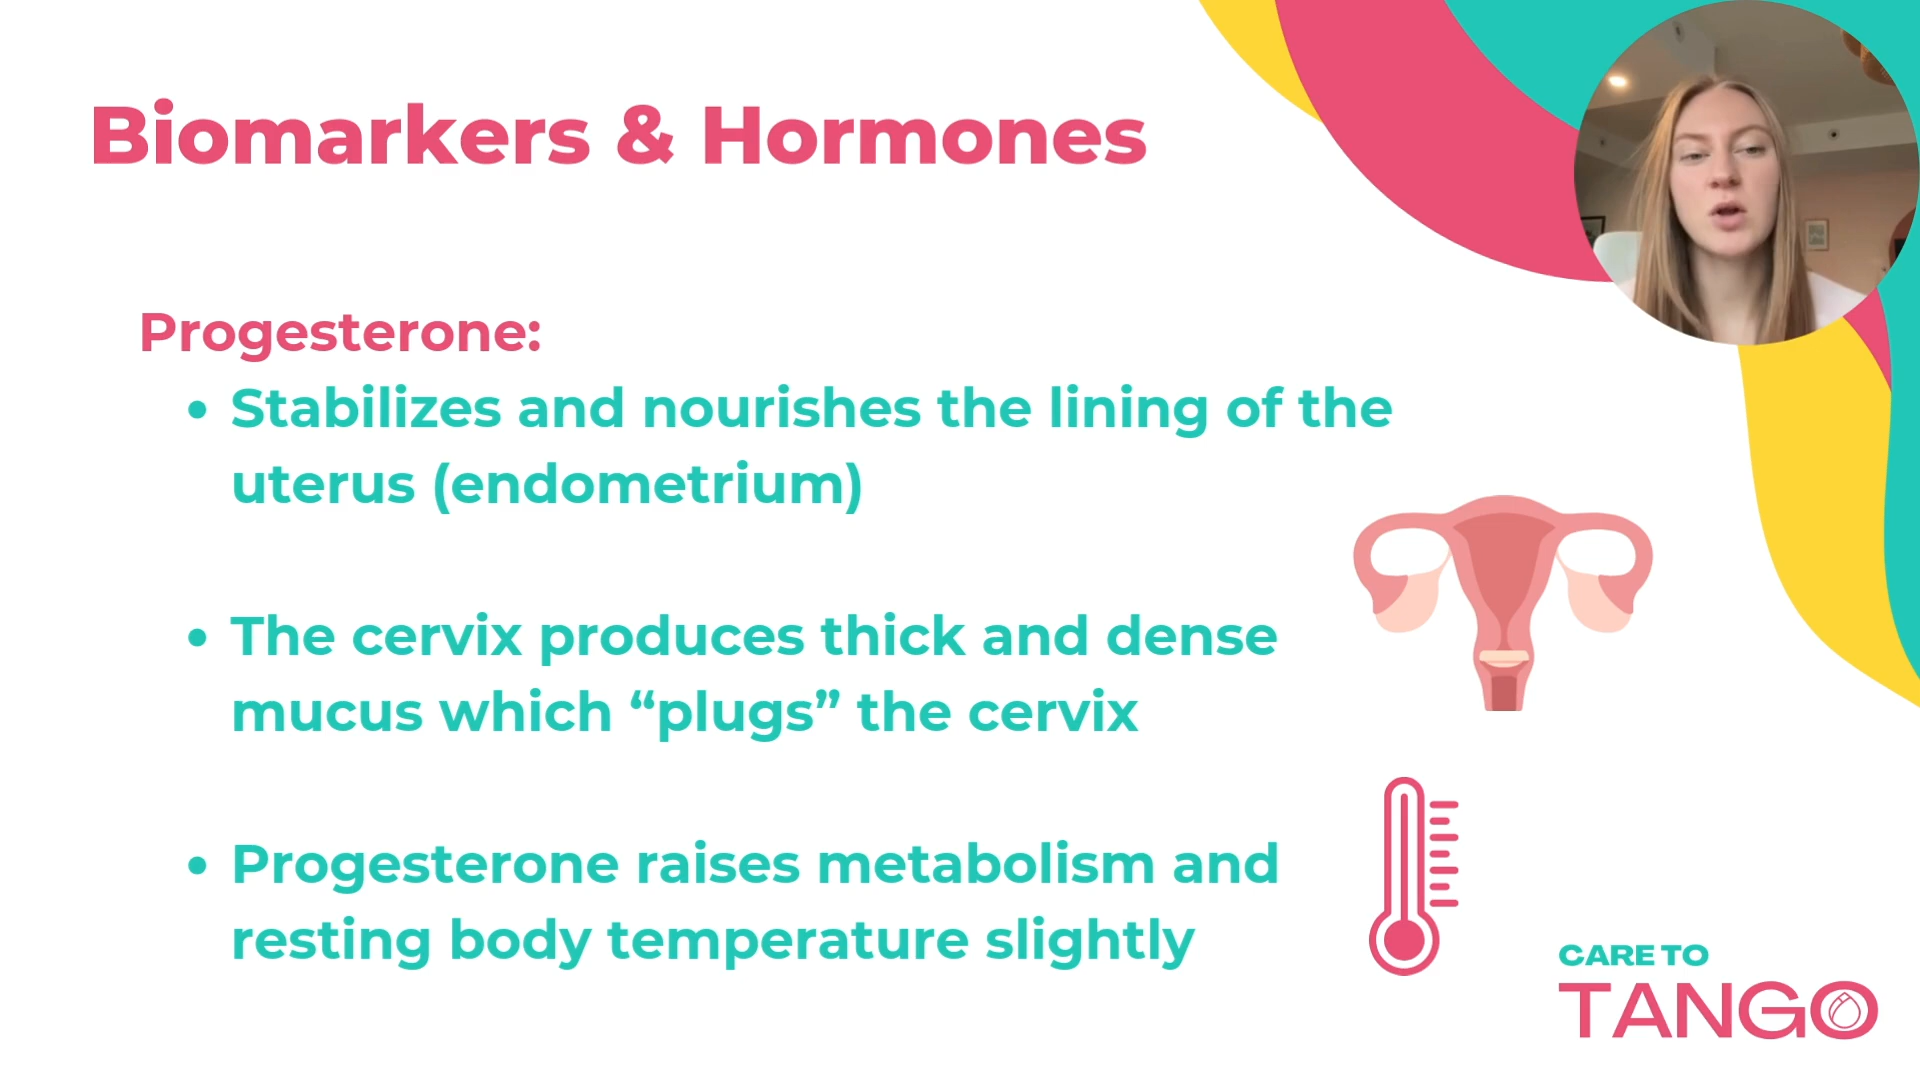 Biomarkers & Hormones
Progesterone:
• Stabilizes and nourishes the lining of the
uterus (endometrium)
• The cervix produces thick and dense
mucus which “plugs” the cervix
• Progesterone raises metabolism and
resting body temperature slightly
CARE TO
TANGO